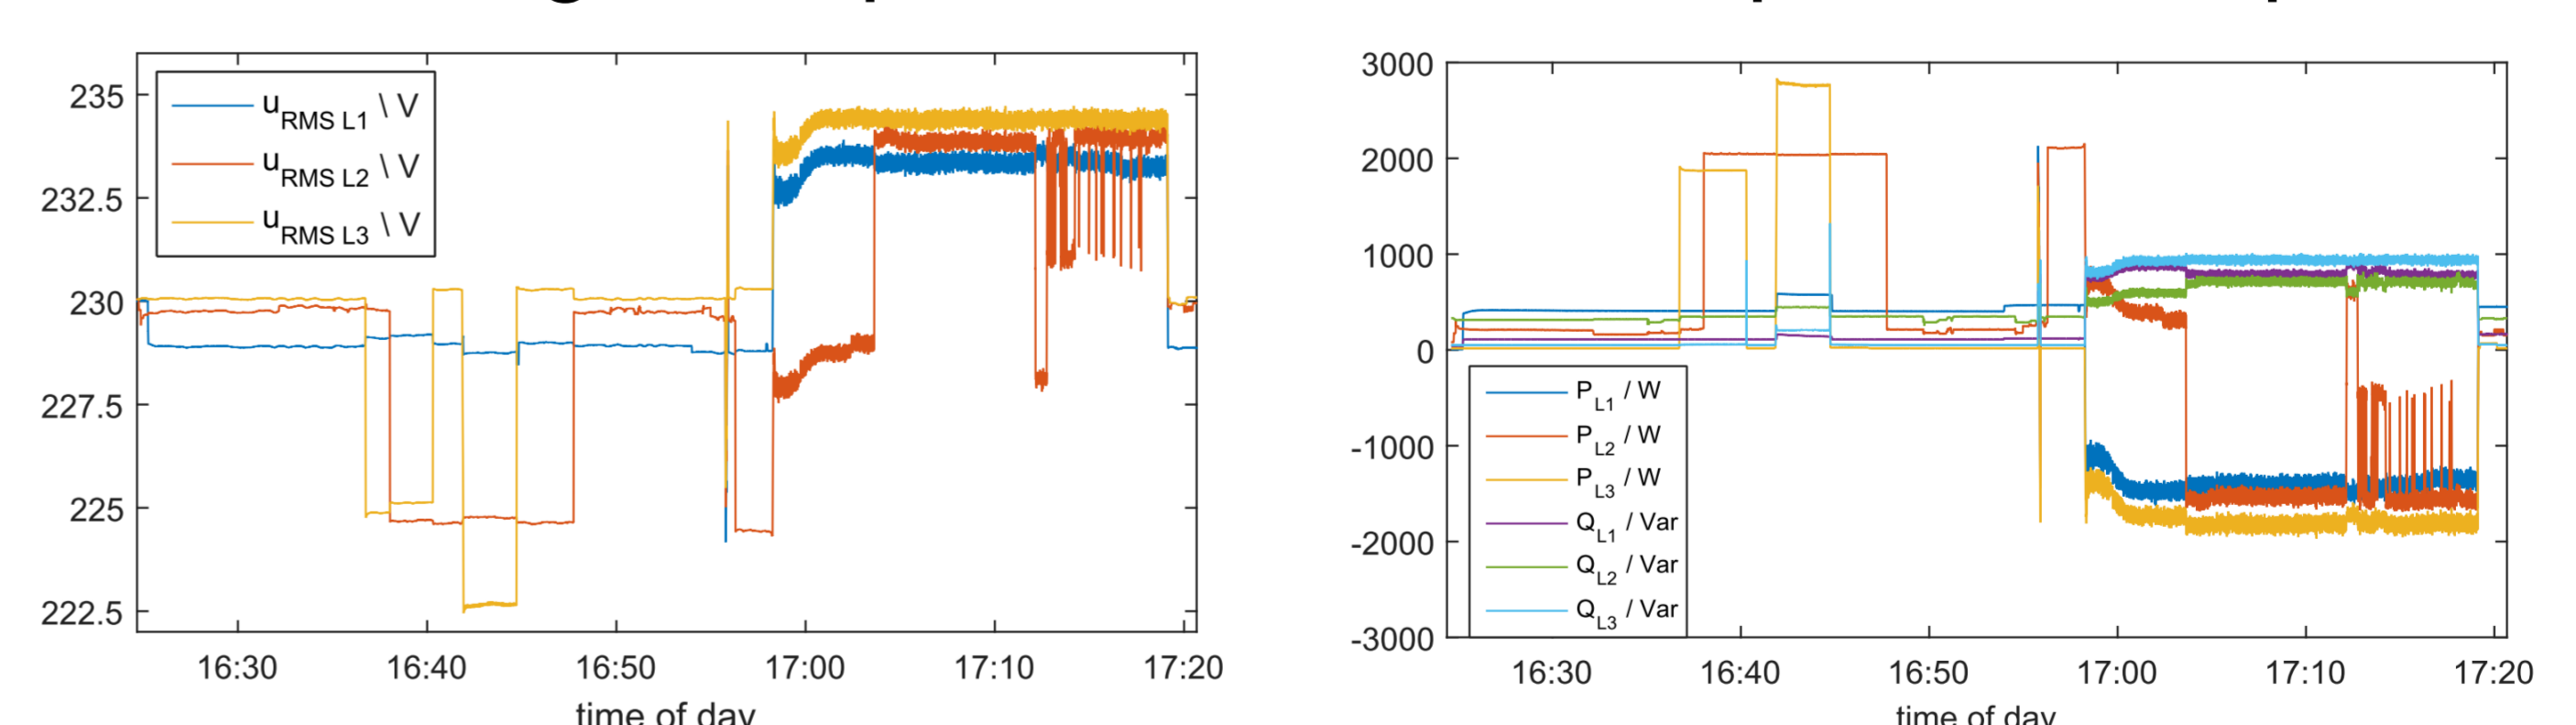 235
232.5
230
227.5
225
222.5
u RMS L1 \ V
u RMS L2 \ V
u RMS L3 \ V
16:30 16:40 16:50 17:00 17:10 17:20
time of day
3000
2000
1000
0
-1000
-2000
-3000
P L1 / W
P L2 / W
P L3 / W
Q L1 / Var
Q L2 / Var
Q L3 / Var
16:30 16:40 16:50 17:00 17:10 17:20
time of day